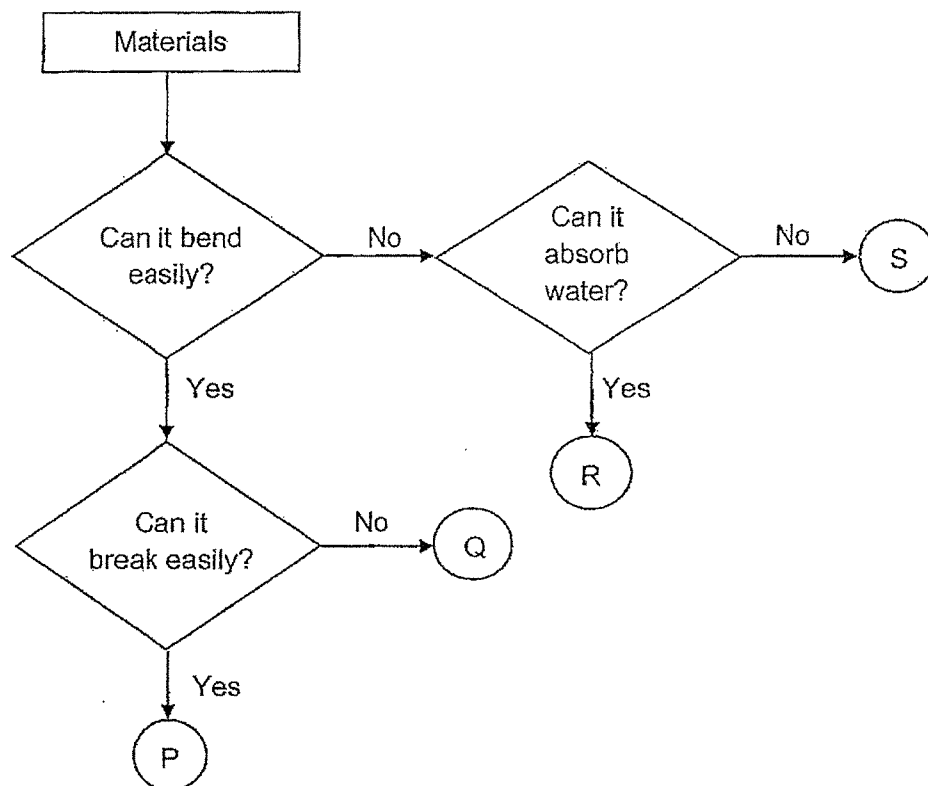 Materials
Can it bend
easily?
No
Can it
absorb
water?
No
S
Yes
Yes
R
Can it
break easily?
No
Q
Yes
P